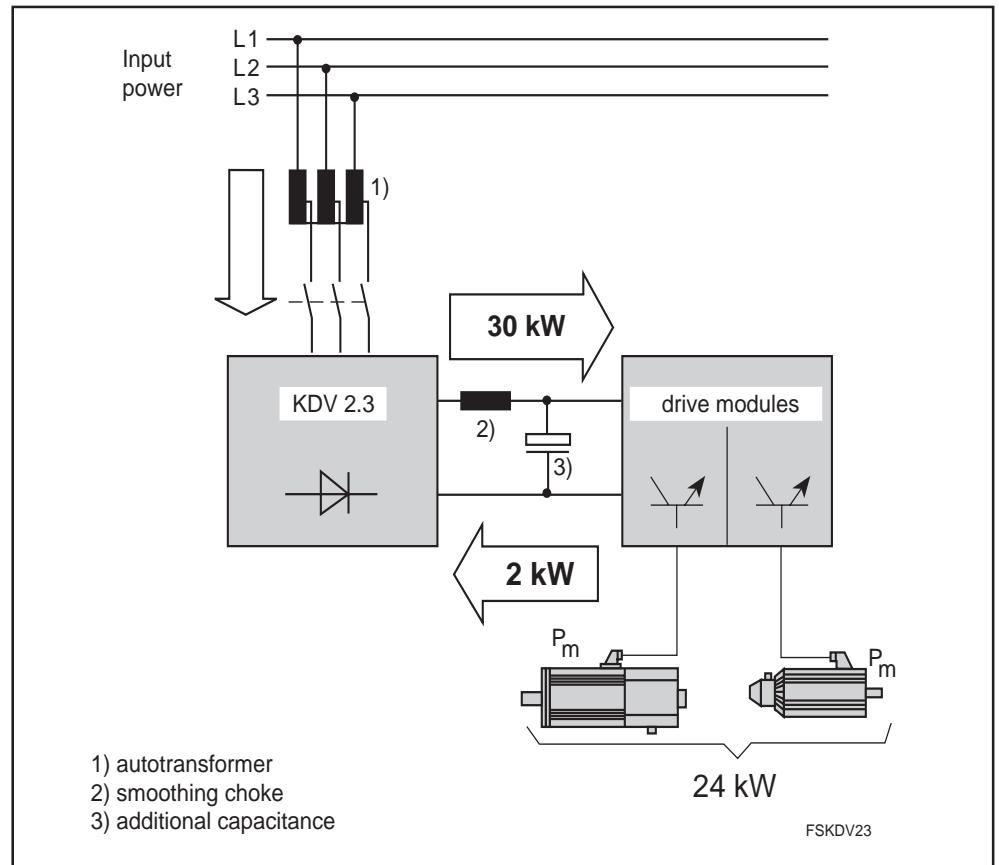 Input
power
L1
L2
L3
1)
30 kW
KDV 2.3
2)
3)
drive modules
2 kW
Pm
Pm
24 kW
1) autotransformer
2) smoothing choke
3) additional capacitance
FSKDV23